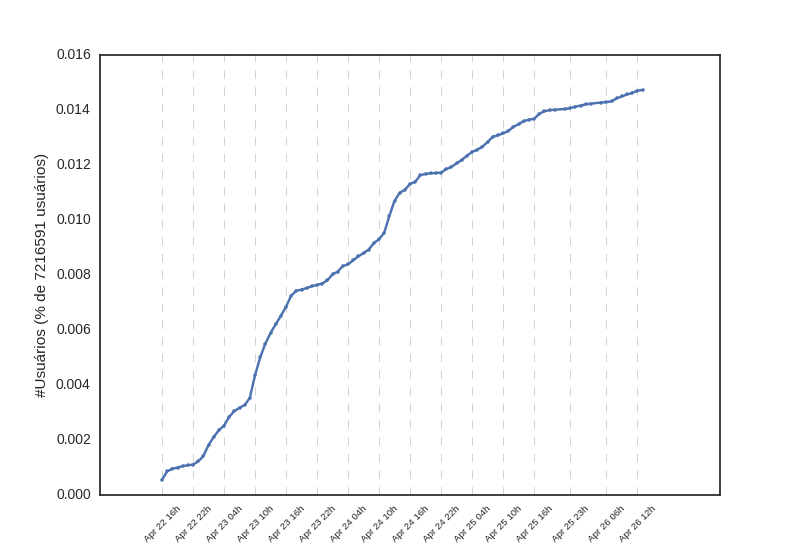 0.016
0.014
0.012
0.010
0.008
0.006
0.004
0.002
0.000
#Usuários (% de 7216591 usuários)
Apr 22 16h
Apr 22 22h
Apr 23 04h
Apr 23 10h
Apr 23 16h
Apr 23 22h
Apr 24 04h
Apr 24 10h
Apr 24 16h
Apr 24 22h
Apr 25 04h
Apr 25 10h
Apr 25 16h
Apr 25 23h
Apr 26 06h
Apr 26 12h